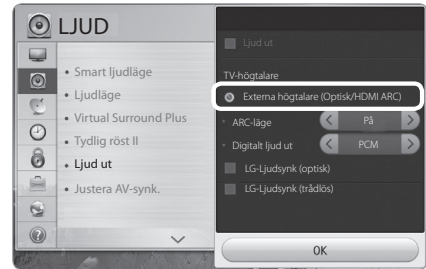 LJUD
Smart ljudläge
Ljudläge
Virtual Surround Plus
Tydlig röst II
Ljud ut
Justera AV-synk.
Ljud ut
TV-högtalare
Externa högtalare (Optisk/HDMI ARC)
ARC-läge < På >
Digitalt ljud ut < PCM >
LG-Ljudsynk (optisk)
LG-Ljudsynk (trådlös)
OK